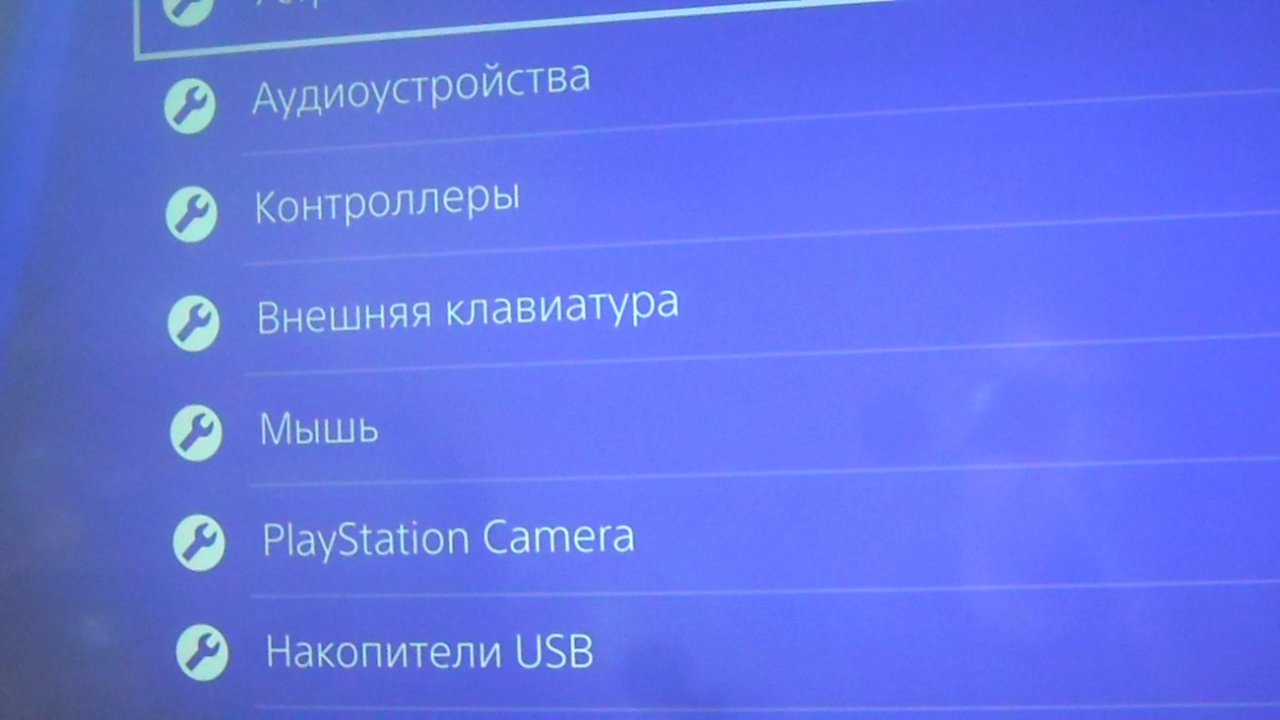 Аудиоустройства
Контроллеры
Внешняя клавиатура
Мышь
PlayStation Camera
Накопители USB